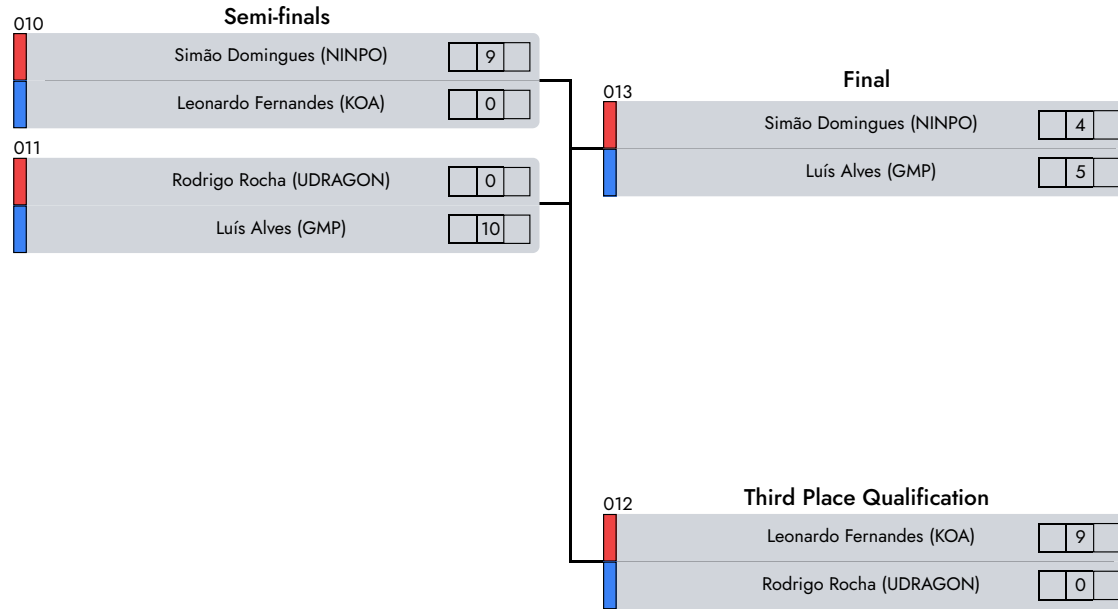 Semi-finals
010
Simão Domingues (NINPO) 9
Leonardo Fernandes (KOA) 0
011
Rodrigo Rocha (UDRAGON) 0
Luís Alves (GMP) 10
Final
013
Simão Domingues (NINPO) 4
Luís Alves (GMP) 5
Third Place Qualification
012
Leonardo Fernandes (KOA) 9
Rodrigo Rocha (UDRAGON) 0